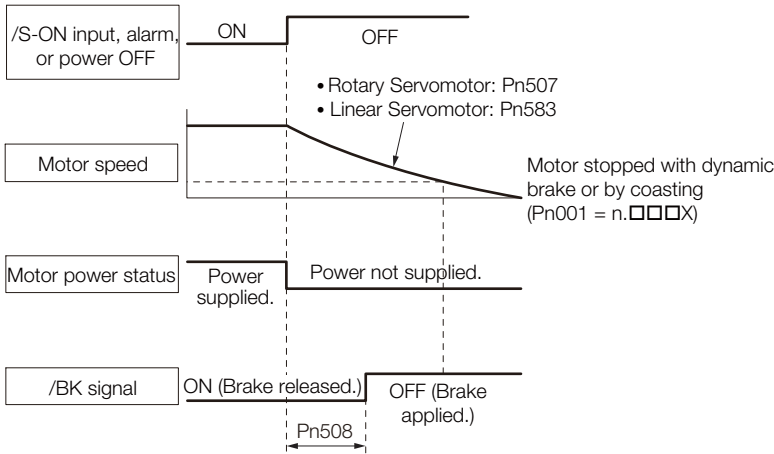 /S-ON input, alarm,
or power OFF
ON
OFF
• Rotary Servomotor: Pn507
• Linear Servomotor: Pn583
Motor speed
Motor stopped with dynamic
brake or by coasting
(Pn001 = n.□□□X)
Motor power status
Power
supplied.
Power not supplied.
/BK signal
ON (Brake released.)
OFF (Brake
applied.)
Pn508